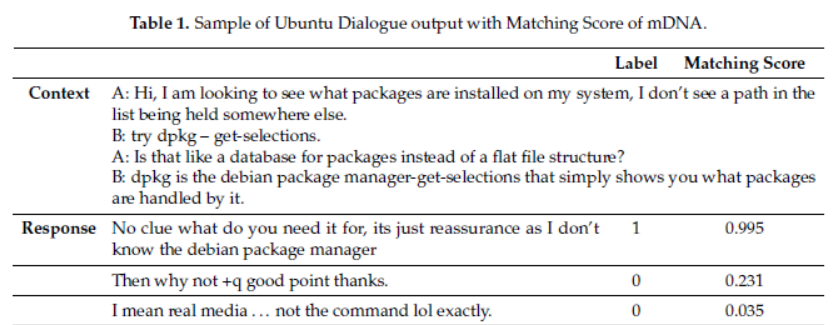 Table 1. Sample of Ubuntu Dialogue output with Matching Score of mDNA.
Label Matching Score
Context A: Hi, I am looking to see what packages are installed on my system, I don't see a path in the
list being held somewhere else.
B: try dpkg – get-selections.
A: Is that like a database for packages instead of a flat file structure?
B: dpkg is the debian package manager-get-selections that simply shows you what packages
are handled by it.
Response No clue what do you need it for, its just reassurance as I don't 1 0.995
know the debian package manager
Then why not +q good point thanks. 0 0.231
I mean real media … not the command lol exactly. 0 0.035